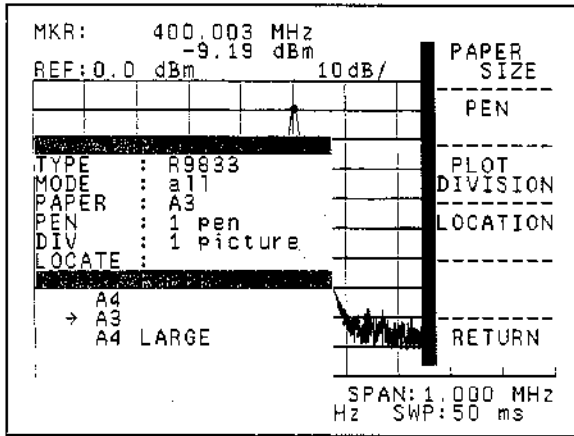 MKR: 400.003 MHz
-9.19 dBm
REF:0.0 dBm 10dB/
TYPE : R9833
MODE : all
PAPER : A3
PEN : 1 pen
DIV : 1 picture
LOCATE :
A4
→ A3
A4 LARGE
SPAN:1.000 MHz
Hz SWP:50 ms
PAPER
SIZE
PEN
PLOT
DIVISION
LOCATION
RETURN